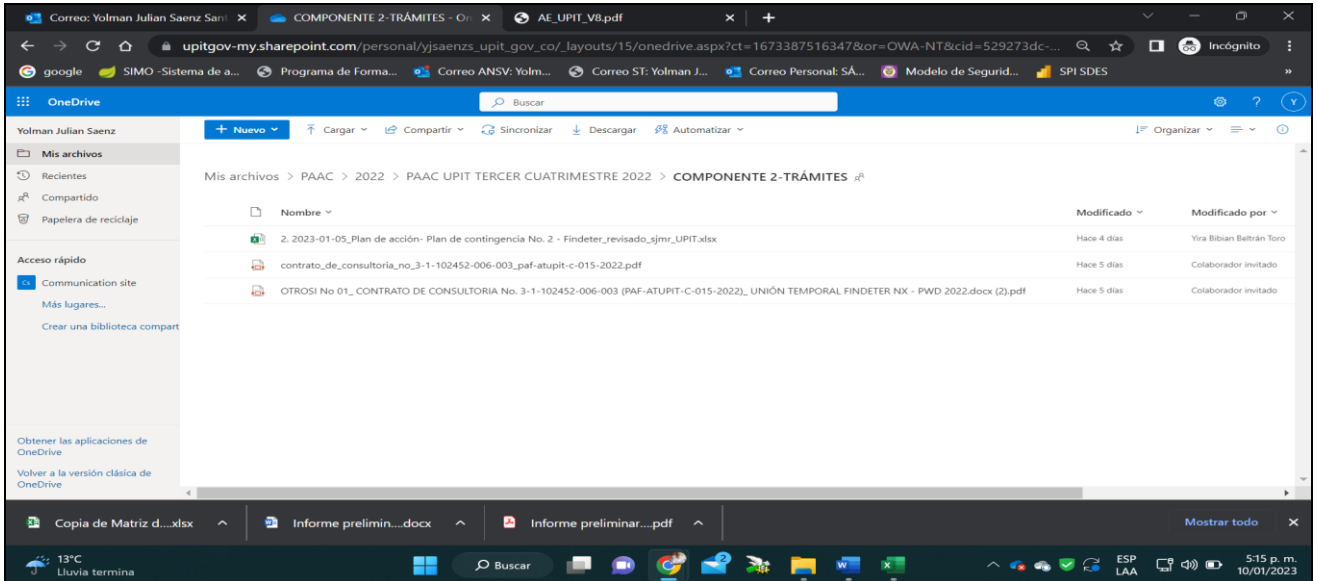 Correo: Yolman Julian Saenz Sant
COMPONENTE 2-TRÁMITES - On
AE_UPIT_V8.pdf
upitgov-my.sharepoint.com/personal/yjsaenzs_upit_gov_co/_layouts/15/onedrive.aspx?ct=1673387516347&or=OWA-NT&cid=529273dc-...
Incógnito
google
SIMO -Sistema de a...
Programa de Forma...
Correo ANSV: Yolm...
Correo ST: Yolman J...
Correo Personal: SÁ...
Modelo de Segurid...
SPI SDES
»
OneDrive
Buscar
? Y
Yolman Julian Saenz
+ Nuevo
Cargar
Compartir
Sincronizar
Descargar
Automatizar
Organizar
Mis archivos
Recientes
Compartido
Papelera de reciclaje
Acceso rápido
Cs Communication site
Más lugares...
Crear una biblioteca compart
Obtener las aplicaciones de
OneDrive
Volver a la versión clásica de
OneDrive
Mis archivos > PAAC > 2022 > PAAC UPIT TERCER CUATRIMESTRE 2022 > COMPONENTE 2-TRÁMITES
Nombre Modificado Modificado por
2. 2023-01-05_Plan de acción- Plan de contingencia No. 2 - Findeter_revisado_sjmr_UPIT.xlsx Hace 4 días Yira Bibian Beltrán Toro
contrato_de_consultoria_no_3-1-102452-006-003_paf-atupit-c-015-2022.pdf Hace 5 días Colaborador invitado
OTROSI No 01_ CONTRATO DE CONSULTORIA No. 3-1-102452-006-003 (PAF-ATUPIT-C-015-2022)_ UNIÓN TEMPORAL FINDETER NX - PWD 2022.docx (2).pdf Hace 5 días Colaborador invitado
Copia de Matriz d....xlsx
Informe prelimin....docx
Informe preliminar....pdf
Mostrar todo
13°C
Lluvia termina
Buscar
2
ESP
LAA
5:15 p. m.
10/01/2023